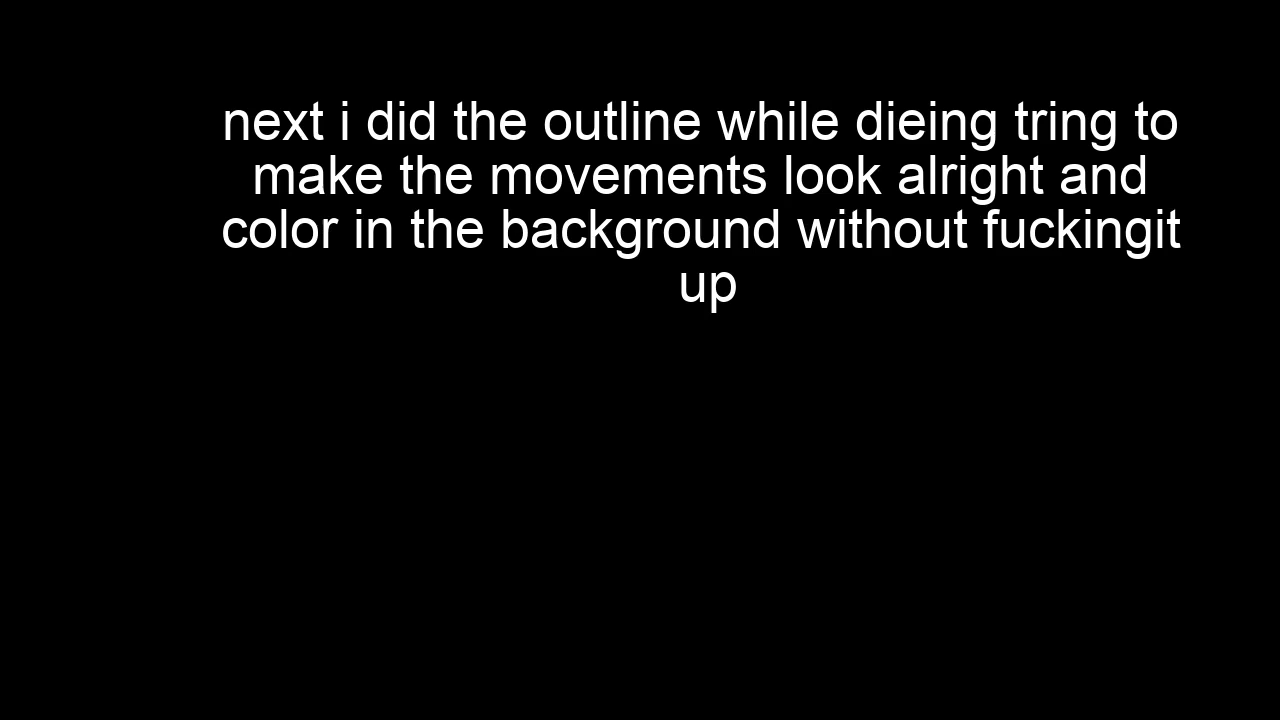 next i did the outline while dieing tring to
make the movements look alright and
color in the background without fuckingit
up